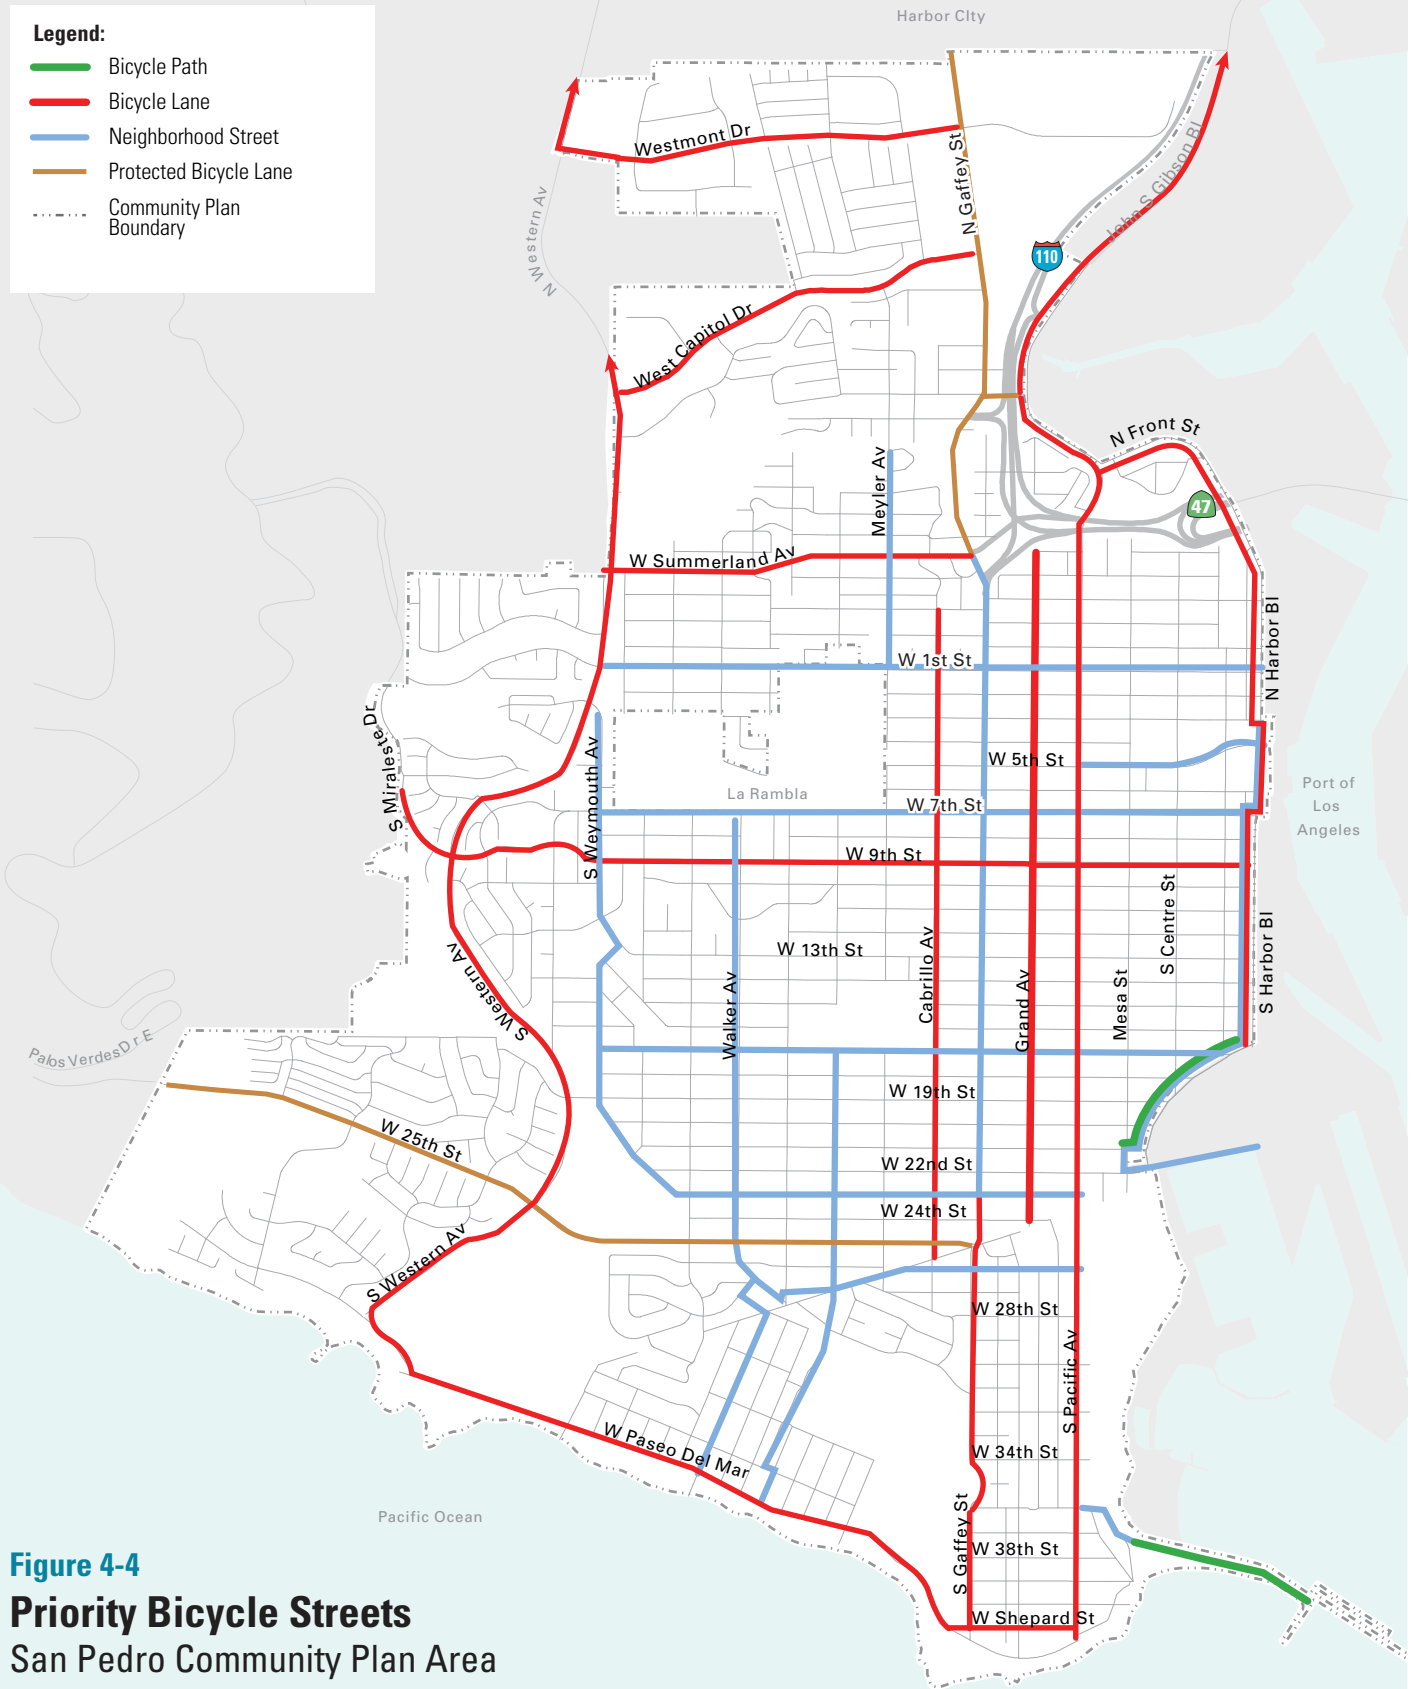 Harbor CIty
Legend:
Bicycle Path
Bicycle Lane
Neighborhood Street
Protected Bicycle Lane
Community Plan
Boundary
Westmont Dr
N Gaffey St
John S Gibson Bl
N Western Av
110
West Capitol Dr
N Front St
Meyler Av
47
W Summerland Av
N Harbor Bl
W 1st St
S Miraleste Dr
S Weymouth Av
W 5th St
La Rambla
W 7th St
Port of
Los
Angeles
W 9th St
S Centre St
S Western Av
W 13th St
Cabrillo Av
S Harbor Bl
Walker Av
Grand Av
Mesa St
Palos Verdes Dr E
W 19th St
W 25th St
W 22nd St
W 24th St
S Western Av
W 28th St
S Pacific Av
W Paseo Del Mar
W 34th St
Pacific Ocean
S Gaffey St
W 38th St
W Shepard St
Figure 4-4
Priority Bicycle Streets
San Pedro Community Plan Area